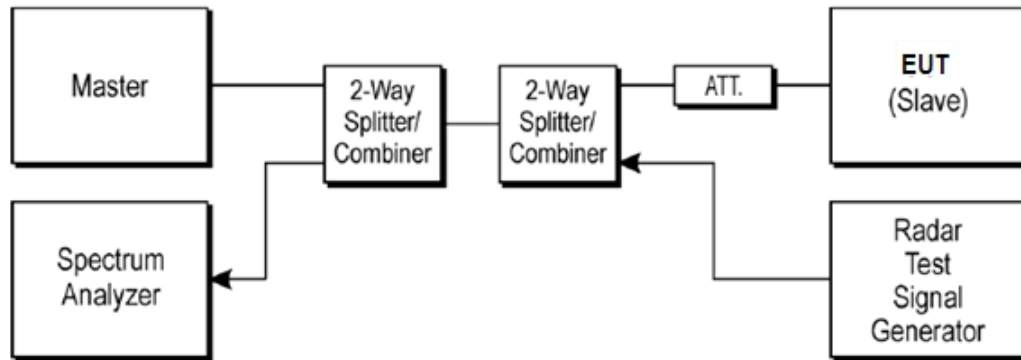 Master
2-Way
Splitter/
Combiner
2-Way
Splitter/
Combiner
ATT.
EUT
(Slave)
Spectrum
Analyzer
Radar
Test
Signal
Generator